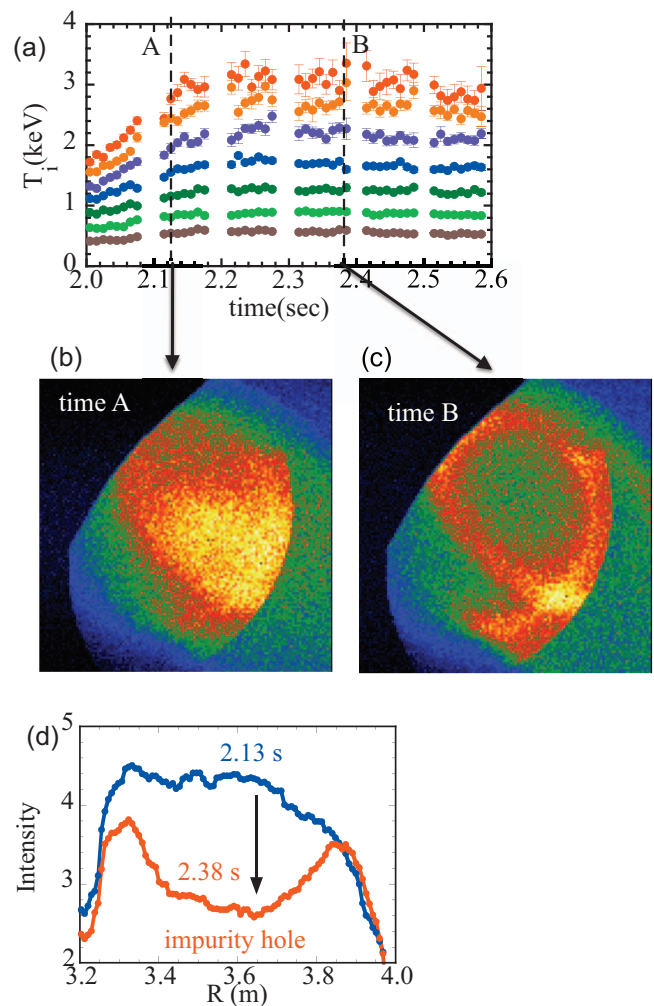 (a)
A
B
4
3
2
1
0
T_i(keV)
2.0 2.1 2.2 2.3 2.4 2.5 2.6
time(sec)
(b)
(c)
time A
time B
(d)
5
4
3
2
Intensity
2.13 s
2.38 s
impurity hole
3.2 3.4 3.6 3.8 4.0
R (m)